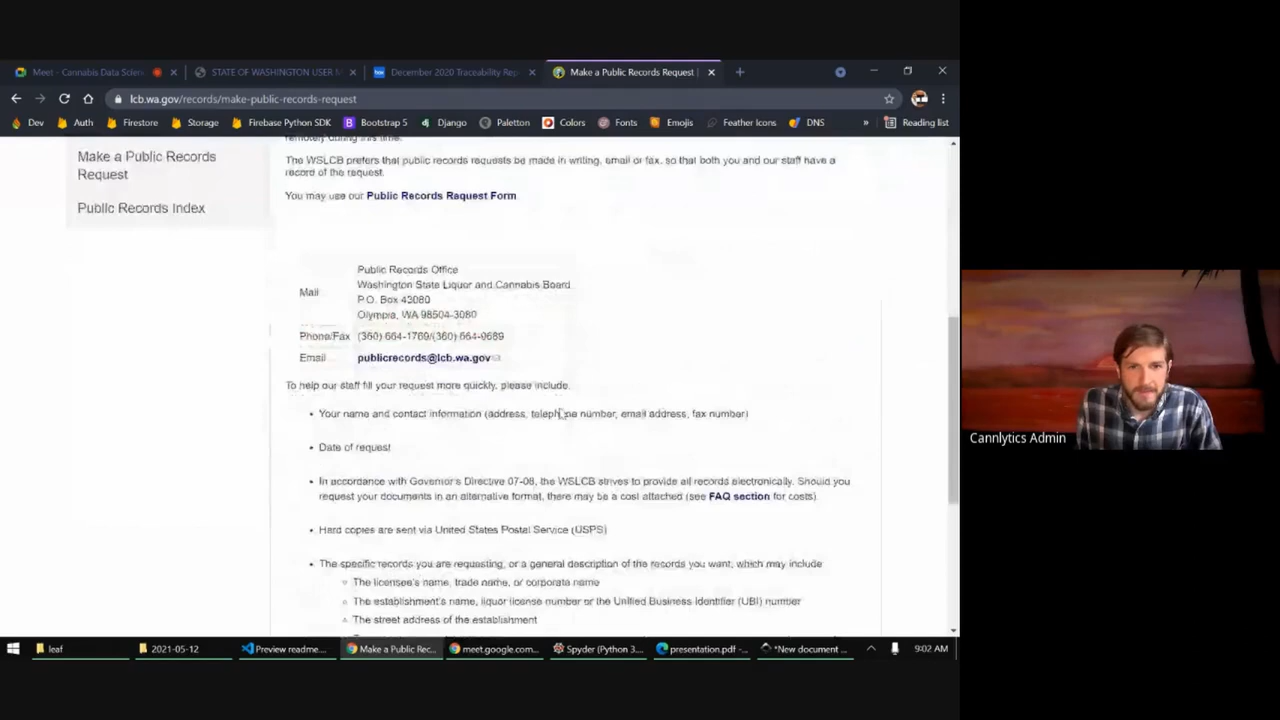 Meet - Cannabis Data Scien
STATE OF WASHINGTON USER M
December 2020 Traceability Rep
Make a Public Records Request |
lcb.wa.gov/records/make-public-records-request
Dev
Auth
Firestore
Storage
Firebase Python SDK
Bootstrap 5
Django
Paletton
Colors
Fonts
Emojis
Feather Icons
DNS
»
Reading list
Make a Public Records
Request
Public Records Index
remotely during this time.
The WSLCB prefers that public records requests be made in writing, email or fax, so that both you and our staff have a
record of the request.
You may use our Public Records Request Form
Mail
Public Records Office
Washington State Liquor and Cannabis Board
P.O. Box 43080
Olympia, WA 98504-3080
Phone/Fax (360) 664-1769/(360) 664-9689
Email publicrecords@lcb.wa.gov
To help our staff fill your request more quickly, please include:
• Your name and contact information (address, telephone number, email address, fax number)
• Date of request
• In accordance with Governor's Directive 07-08, the WSLCB strives to provide all records electronically. Should you
request your documents in an alternative format, there may be a cost attached (see FAQ section for costs).
• Hard copies are sent via United States Postal Service (USPS)
• The specific records you are requesting, or a general description of the records you want, which may include
The licensee's name, trade name, or corporate name
The establishment's name, liquor license number or the Unified Business Identifier (UBI) number
The street address of the establishment
Cannlytics Admin
leaf
2021-05-12
Preview readme....
Make a Public Rec...
meet.google.com...
Spyder (Python 3....
presentation.pdf -...
*New document ...
9:02 AM